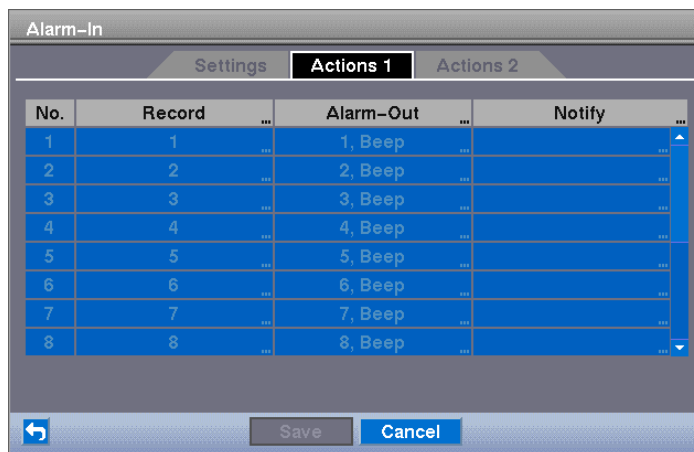 Alarm-In
Settings Actions 1 Actions 2
No. Record ... Alarm-Out ... Notify ...
1 1 ... 1, Beep ... ...
2 2 ... 2, Beep ... ...
3 3 ... 3, Beep ... ...
4 4 ... 4, Beep ... ...
5 5 ... 5, Beep ... ...
6 6 ... 6, Beep ... ...
7 7 ... 7, Beep ... ...
8 8 ... 8, Beep ... ...
Save Cancel